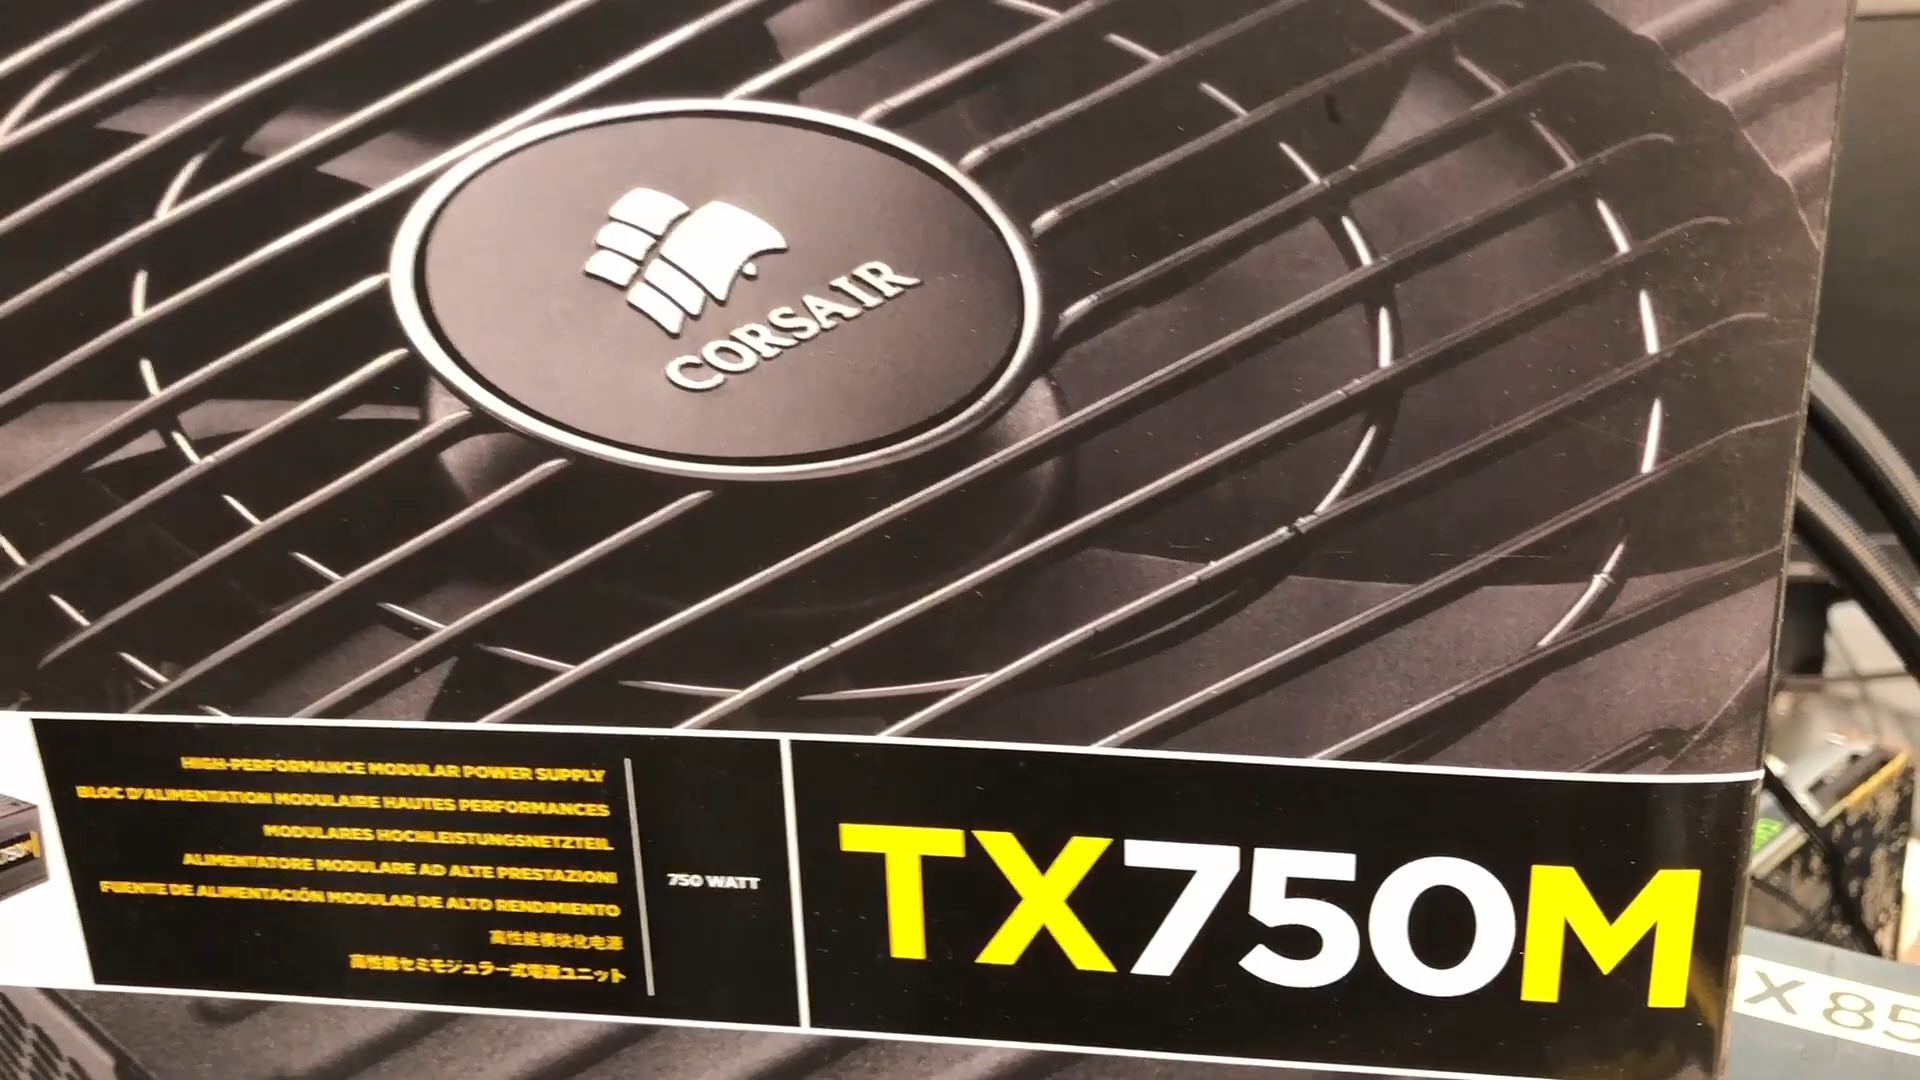 CORSAIR
HIGH-PERFORMANCE MODULAR POWER SUPPLY
BLOC D'ALIMENTATION MODULAIRE HAUTES PERFORMANCES
MODULARES HOCHLEISTUNGSNETZTEIL
ALIMENTATORE MODULARE AD ALTE PRESTAZIONI
FUENTE DE ALIMENTACIÓN MODULAR DE ALTO RENDIMIENTO
高性能模块化电源
高性能セミモジュラー式電源ユニット
750 WATT
TX750M
X85